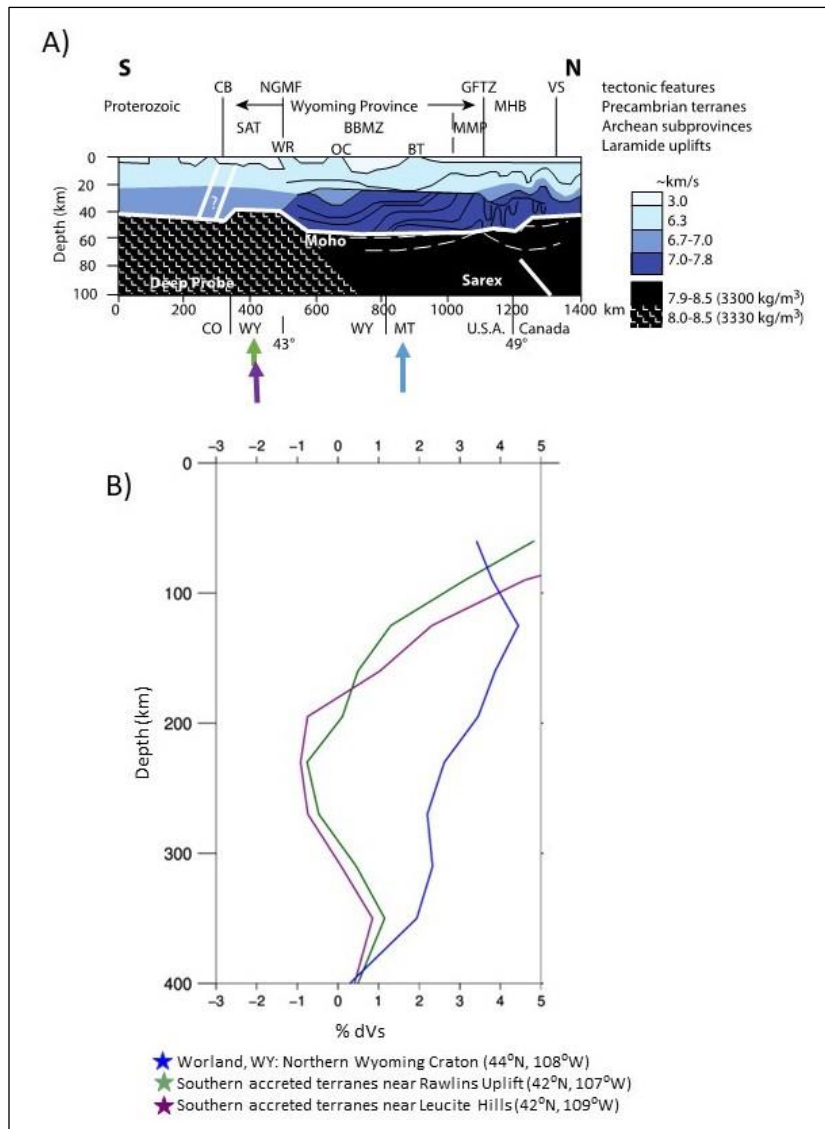 A)
S N
CB NGMF GFTZ VS tectonic features
Proterozoic Wyoming Province MHB Precambrian terranes
SAT BBMZ MMP Archean subprovinces
WR OC BT Laramide uplifts
0
20
40
60
80
100
Depth (km)
?
Moho
Deep Probe Sarex
~km/s
3.0
6.3
6.7-7.0
7.0-7.8
7.9-8.5 (3300 kg/m³)
8.0-8.5 (3330 kg/m³)
0 200 400 600 800 1000 1200 1400 km
CO WY WY MT U.S.A. Canada
43° 49°
B)
−3 −2 −1 0 1 2 3 4 5
0
100
200
300
400
Depth (km)
−3 −2 −1 0 1 2 3 4 5
% dVs
Worland, WY: Northern Wyoming Craton (44°N, 108°W)
Southern accreted terranes near Rawlins Uplift (42°N, 107°W)
Southern accreted terranes near Leucite Hills (42°N, 109°W)